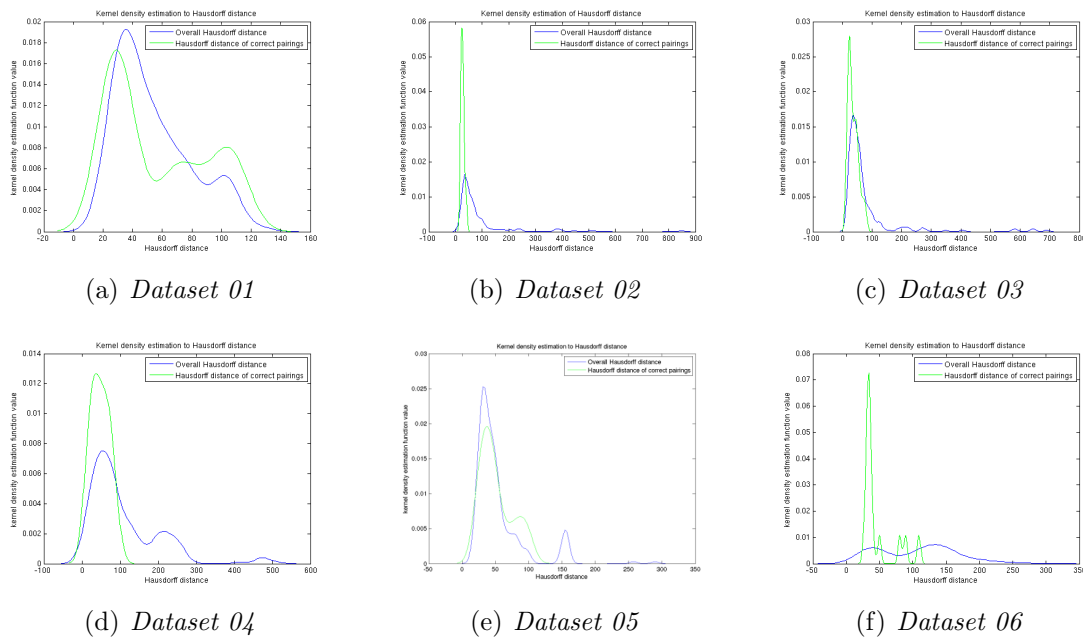 Kernel density estimation to Hausdorf distance
Overall Hausdorf distance
Hausdorff distance of correct pairings
kernel density estimation function value
0.02
0.018
0.016
0.014
0.012
0.01
0.008
0.006
0.004
0.002
0
-20 0 20 40 60 80 100 120 140 160
Hausdorff distance
(a) Dataset 01
Kernel density estimation of Hausdorff distance
Overall Hausdorff distance
Hausdorff distance of correct pairings
kernel density estimation function value
0.06
0.05
0.04
0.03
0.02
0.01
0
-100 0 100 200 300 400 500 600 700 800 900
Hausdorff distance
(b) Dataset 02
Kernel density estimation to Hausdorff distance
Overall Hausdorff distance
Hausdorff distance of correct pairings
kernel density estimation function value
0.03
0.025
0.02
0.015
0.01
0.005
0
-100 0 100 200 300 400 500 600 700 800
Hausdorff distance
(c) Dataset 03
Kernel density estimation to Hausdorff distance
Overall Hausdorff distance
Hausdorff distance of correct pairings
kernel density estimation function value
0.014
0.012
0.01
0.008
0.006
0.004
0.002
0
-100 0 100 200 300 400 500 600
Hausdorff distance
(d) Dataset 04
Kernel density estimation to Hausdorff distance
Overall Hausdorff distance
Hausdorff distance of correct pairings
kernel density estimation function value
0.03
0.025
0.02
0.015
0.01
0.005
0
-50 0 50 100 150 200 250 300 350
Hausdorff distance
(e) Dataset 05
Kernel density estimation to Hausdorff distance
Overall Hausdorff distance
Hausdorff distance of correct pairings
kernel density estimation function value
0.08
0.07
0.06
0.05
0.04
0.03
0.02
0.01
0
-50 0 50 100 150 200 250 300 350
Hausdorff distance
(f) Dataset 06